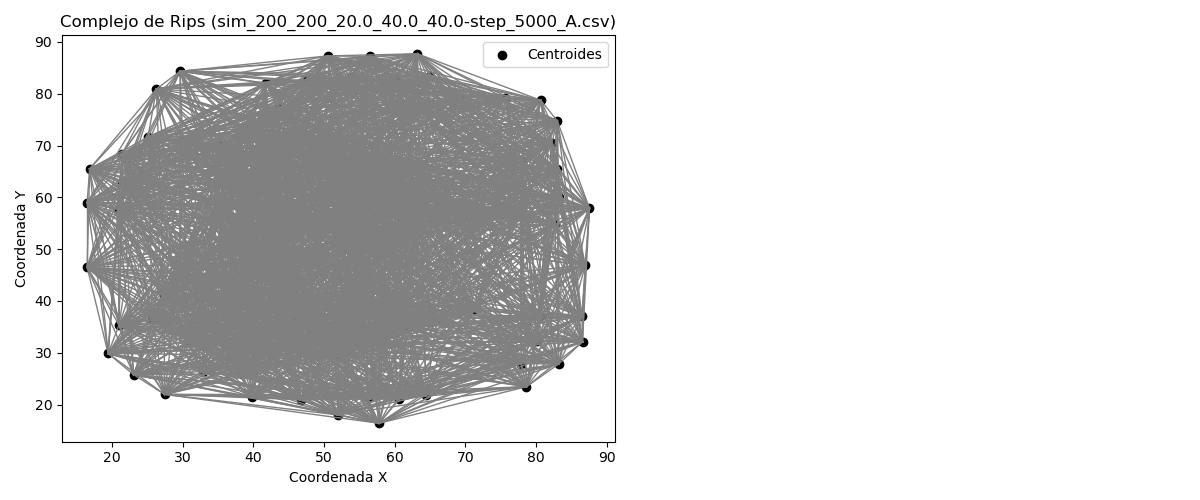 Complejo de Rips (sim_200_200_20.0_40.0_40.0-step_5000_A.csv)
Centroides
90
80
70
60
50
40
30
20
Coordenada Y
20 30 40 50 60 70 80 90
Coordenada X